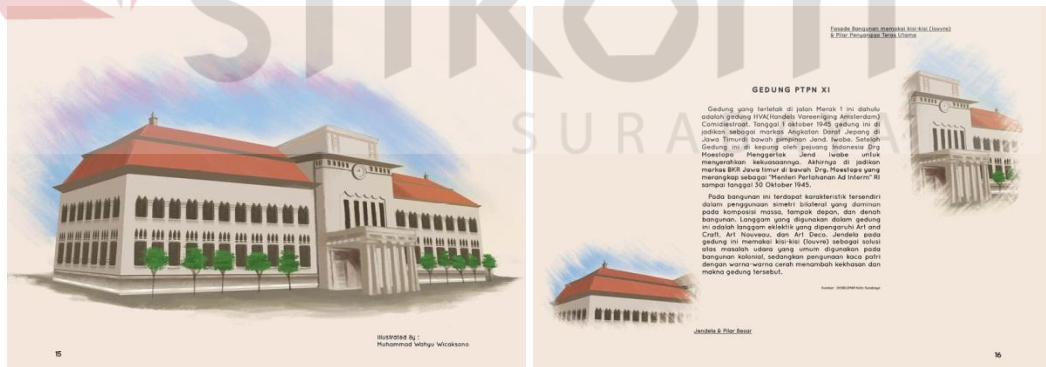 stikom
SURABAYA
Illustrated By :
Muhammad Wahyu Wicaksono
15
Fasade Bangunan memakai kisi-kisi (louvre)
& Pilar Penyangga Teras Utama
GEDUNG PTPN XI
Gedung yang terletak di jalan Merak 1 ini dahulu
adalah gedung HVA(Handels Vareeniging Amsterdam)
Comidiestraat. Tanggal 1 oktober 1945 gedung ini di
jadikan sebagai markas Angkatan Darat Jepang di
Jawa Timurdi bawah pimpinan Jend. Iwabe. Setelah
Gedung ini di kepung oleh pejuang Indonesia Drg
Moestopo Menggertak Jend Iwabe untuk
menyerahkan kekuasaannya. Akhirnya di jadikan
markas BKR Jawa timur di bawah Drg. Moestopo yang
merangkap sebagai "Menteri Pertahanan Ad Interm" RI
sampai tanggal 30 Oktober 1945.
Pada bangunan ini terdapat karakteristik tersendiri
dalam penggunaan simetri bilateral yang dominan
pada komposisi massa, tampak depan, dan denah
bangunan. Langgam yang digunakan dalam gedung
ini adalah langgam eklektik yang dipengaruhi Art and
Craft, Art Nouveau, dan Art Deco. Jendela pada
gedung ini memakai kisi-kisi (louvre) sebagai solusi
atas masalah udara yang umum digunakan pada
bangunan kolonial, sedangkan pengunaan kaca patri
dengan warna-warna cerah menambah kekhasan dan
makna gedung tersebut.
Jendela & Pilar Besar
16